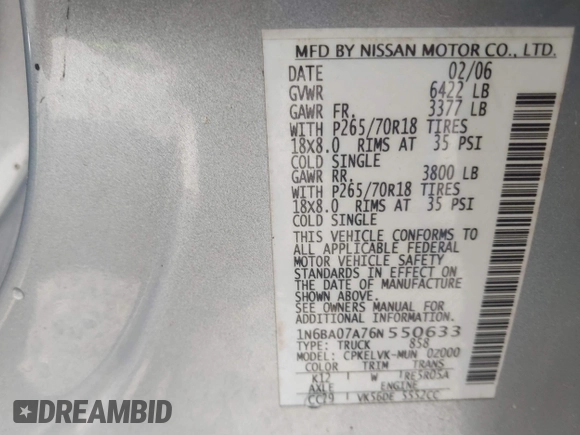 MFD BY NISSAN MOTOR CO., LTD.
DATE 02/06
GVWR 6422 LB
GAWR FR. 3377 LB
WITH P265/70R18 TIRES
18X8.0 RIMS AT 35 PSI
COLD SINGLE
GAWR RR. 3800 LB
WITH P265/70R18 TIRES
18X8.0 RIMS AT 35 PSI
COLD SINGLE
THIS VEHICLE CONFORMS TO
ALL APPLICABLE FEDERAL
MOTOR VEHICLE SAFETY
STANDARDS IN EFFECT ON
THE DATE OF MANUFACTURE
SHOWN ABOVE.
SEE OWNERS MANUAL FOR
ADDITIONAL INFORMATION
1N6BA07A76N550633
TYPE: TRUCK 858
MODEL: CPKELVK-MUN 02000
COLOR TRIM TRANS
K12 W RE5R05A
AXLE ENGINE
CC79 VK56DE 5552CC
DREAMBID